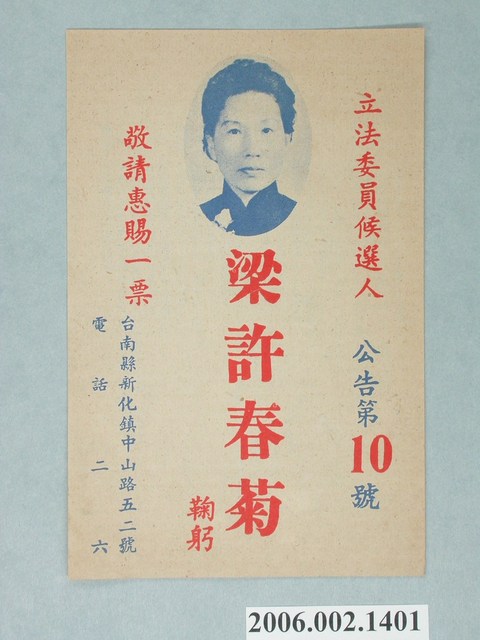 立法委員候選人
公告第10號
梁許春菊
鞠躬
敬請惠賜一票
台南縣新化鎮中山路五二號
電話二六
2006.002.1401